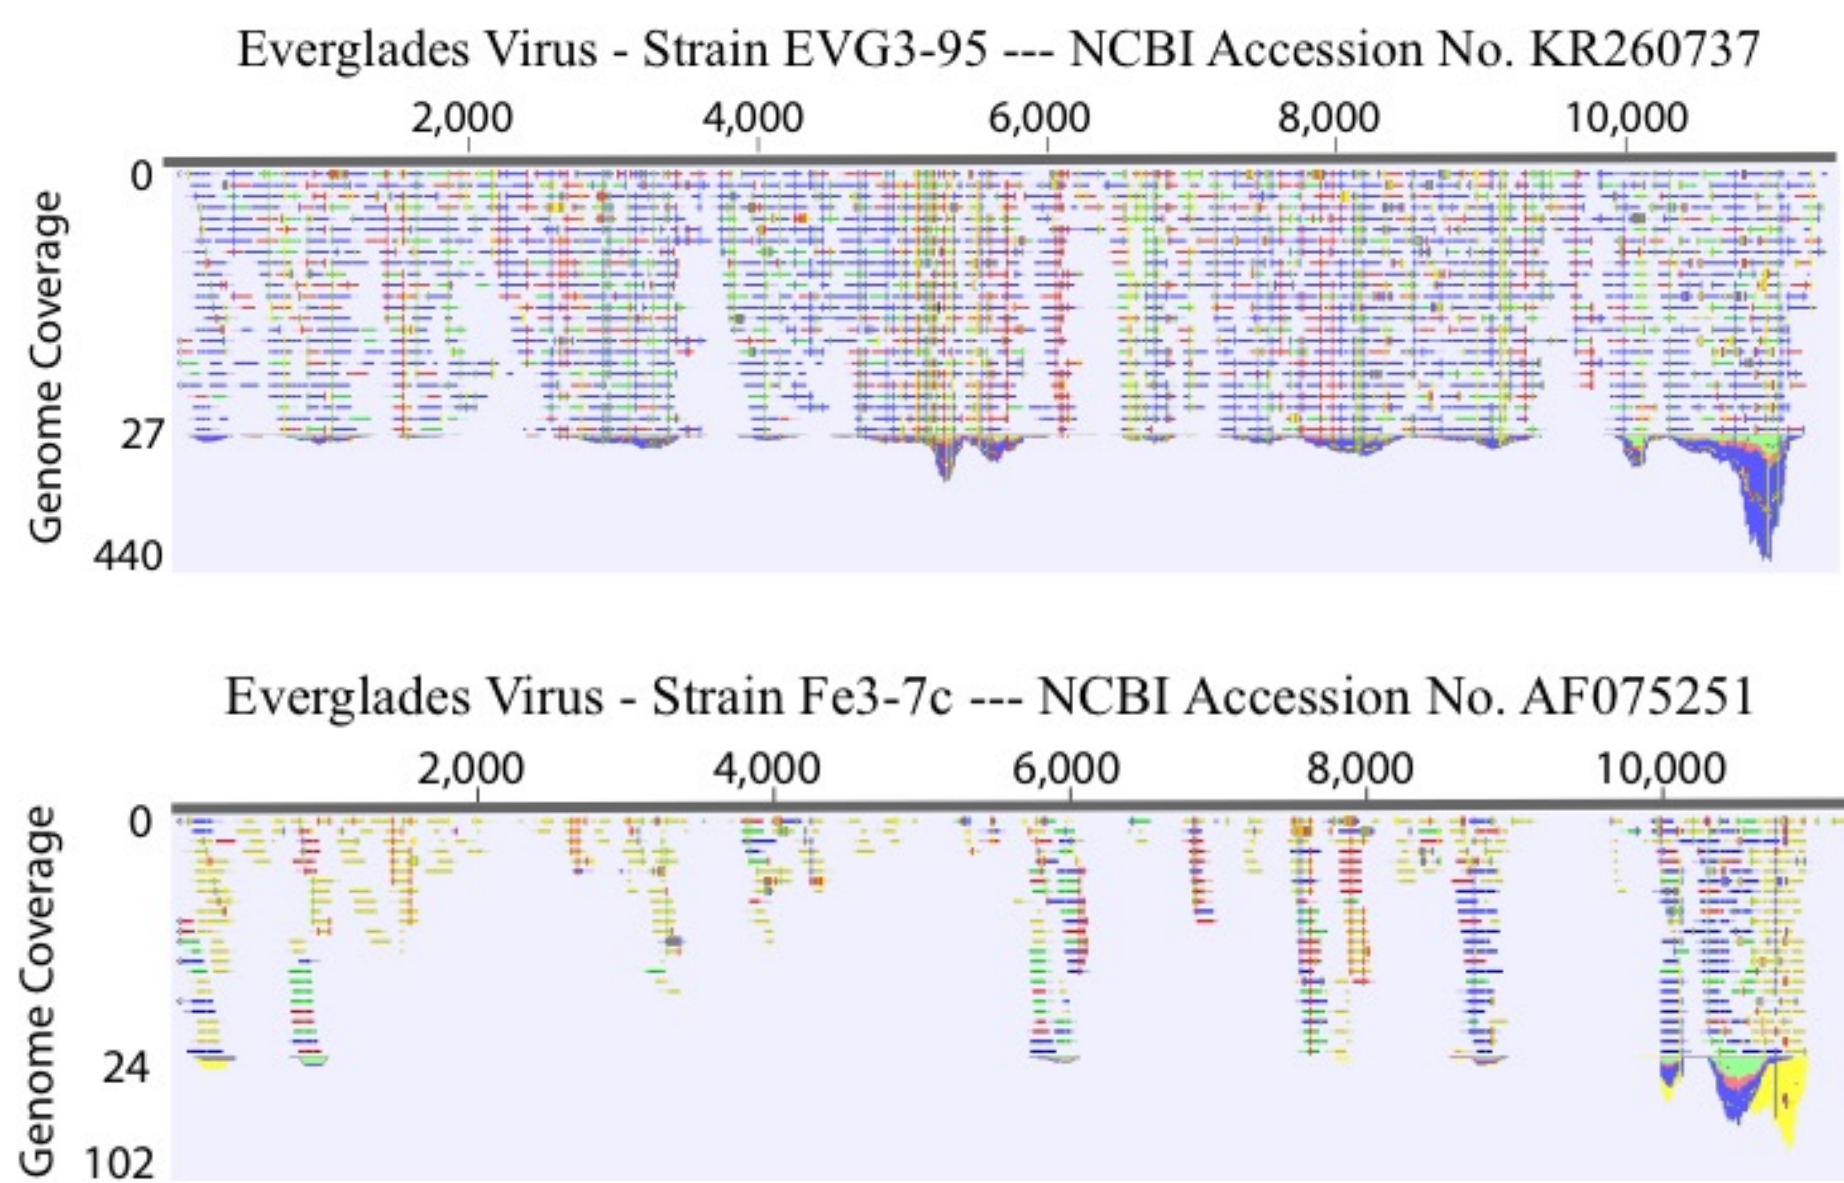 Everglades Virus - Strain EVG3-95 --- NCBI Accession No. KR260737
2,000 4,000 6,000 8,000 10,000
0
Genome Coverage
27
440
Everglades Virus - Strain Fe3-7c --- NCBI Accession No. AF075251
2,000 4,000 6,000 8,000 10,000
0
Genome Coverage
24
102